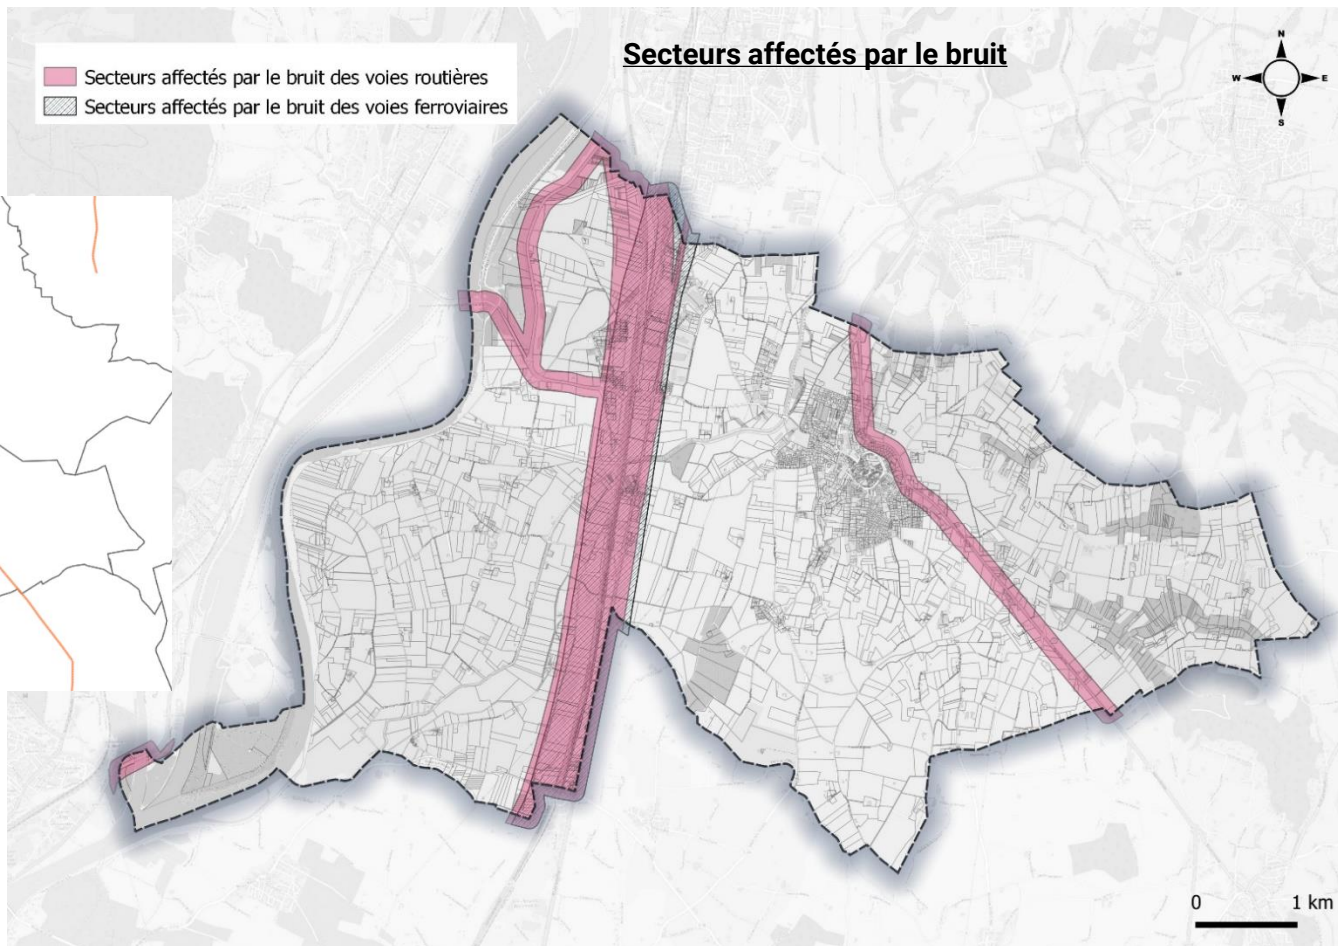 Secteurs affectés par le bruit
Secteurs affectés par le bruit des voies routières
Secteurs affectés par le bruit des voies ferroviaires
N
W
E
S
0
1 km